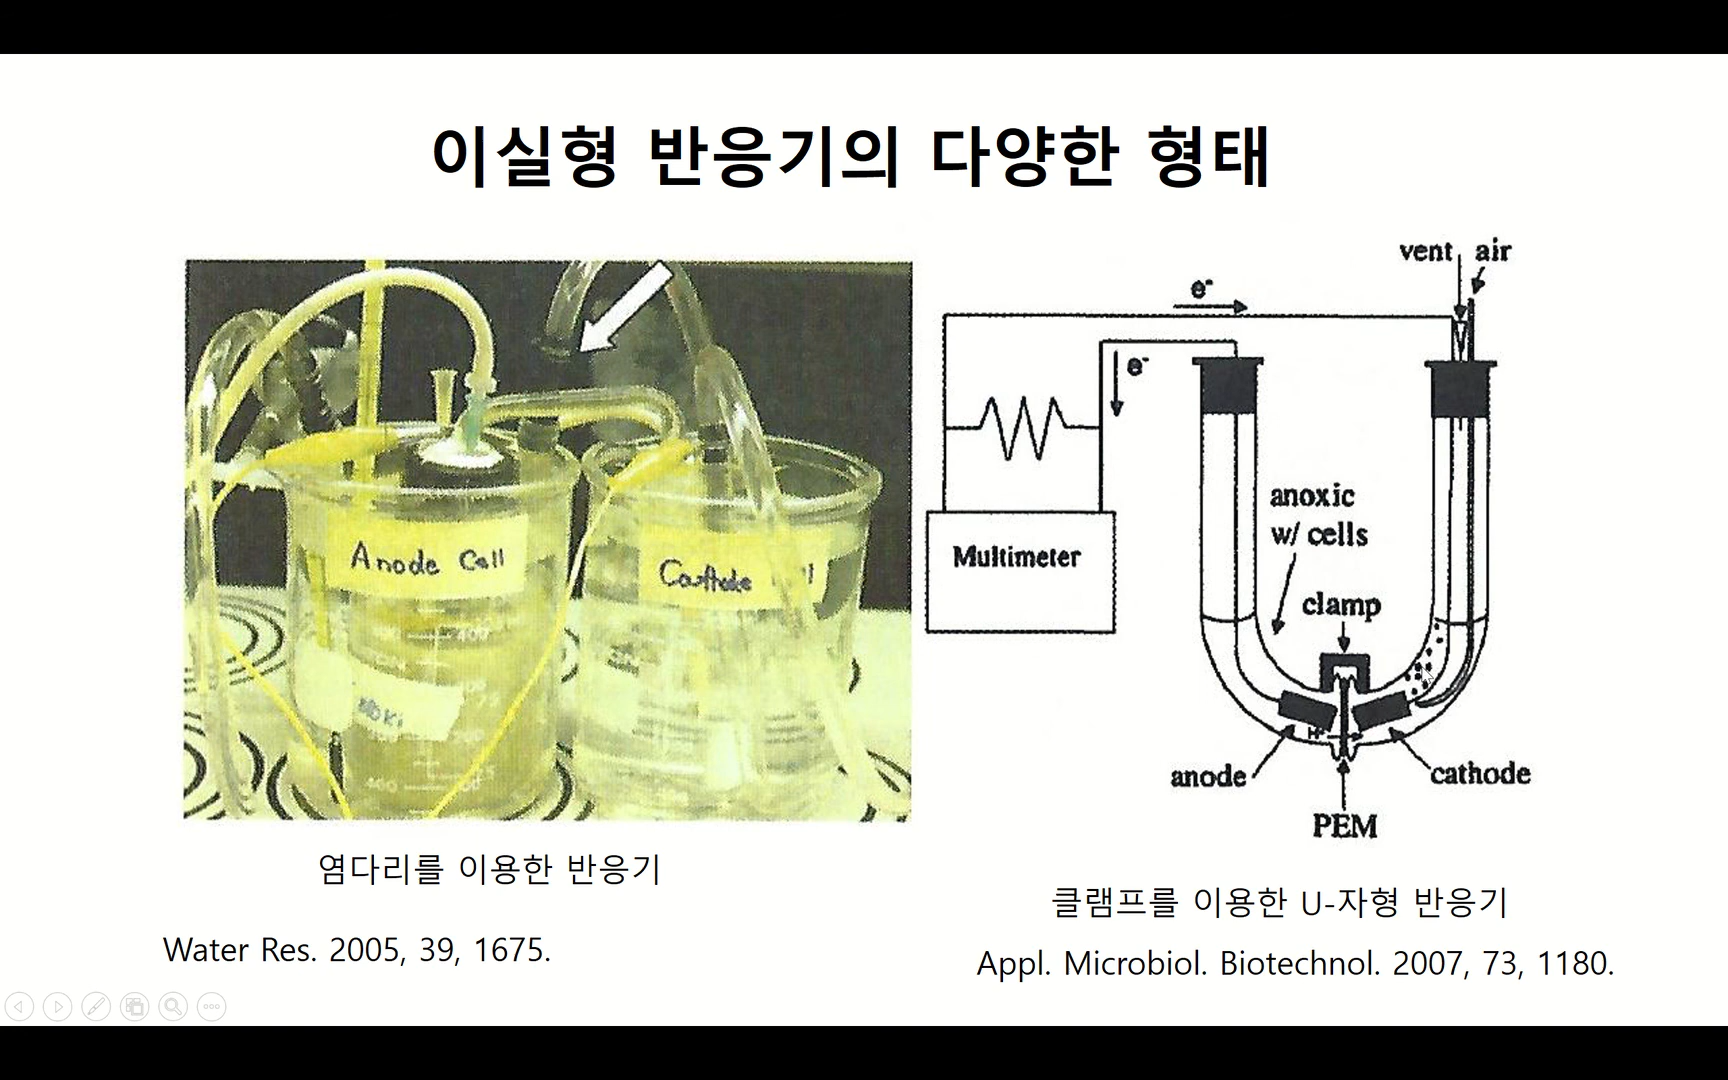 이실형 반응기의 다양한 형태
Anode Cell
400
염다리를 이용한 반응기
Water Res. 2005, 39, 1675.
vent air
e⁻
e⁻
anoxic
w/ cells
clamp
Multimeter
H⁺
anode
cathode
PEM
클램프를 이용한 U-자형 반응기
Appl. Microbiol. Biotechnol. 2007, 73, 1180.